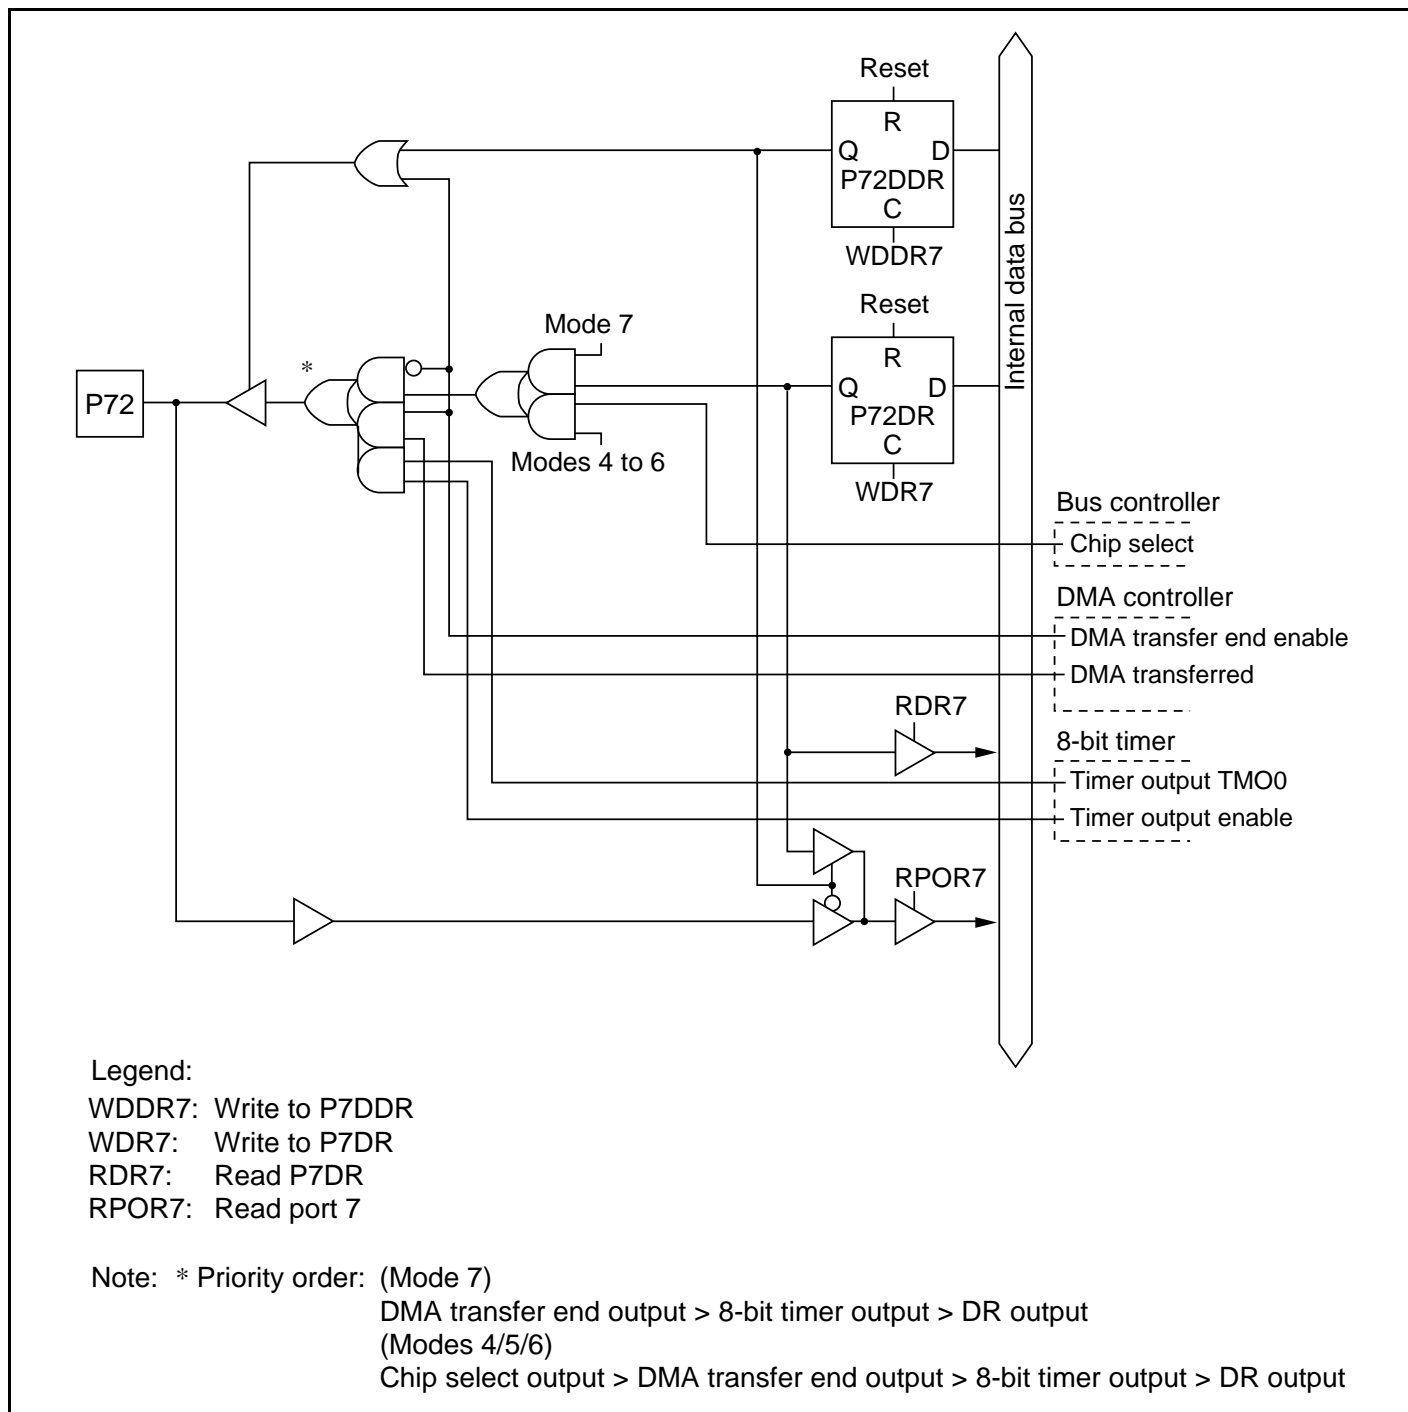 Reset
R
Q D
P72DDR
C
WDDR7
Internal data bus
Reset
Mode 7
R
Q D
P72DR
C
WDR7
*
P72
Modes 4 to 6
Bus controller
Chip select
DMA controller
DMA transfer end enable
DMA transferred
RDR7
8-bit timer
Timer output TMO0
Timer output enable
RPOR7
Legend:
WDDR7: Write to P7DDR
WDR7: Write to P7DR
RDR7: Read P7DR
RPOR7: Read port 7
Note: * Priority order: (Mode 7)
DMA transfer end output > 8-bit timer output > DR output
(Modes 4/5/6)
Chip select output > DMA transfer end output > 8-bit timer output > DR output